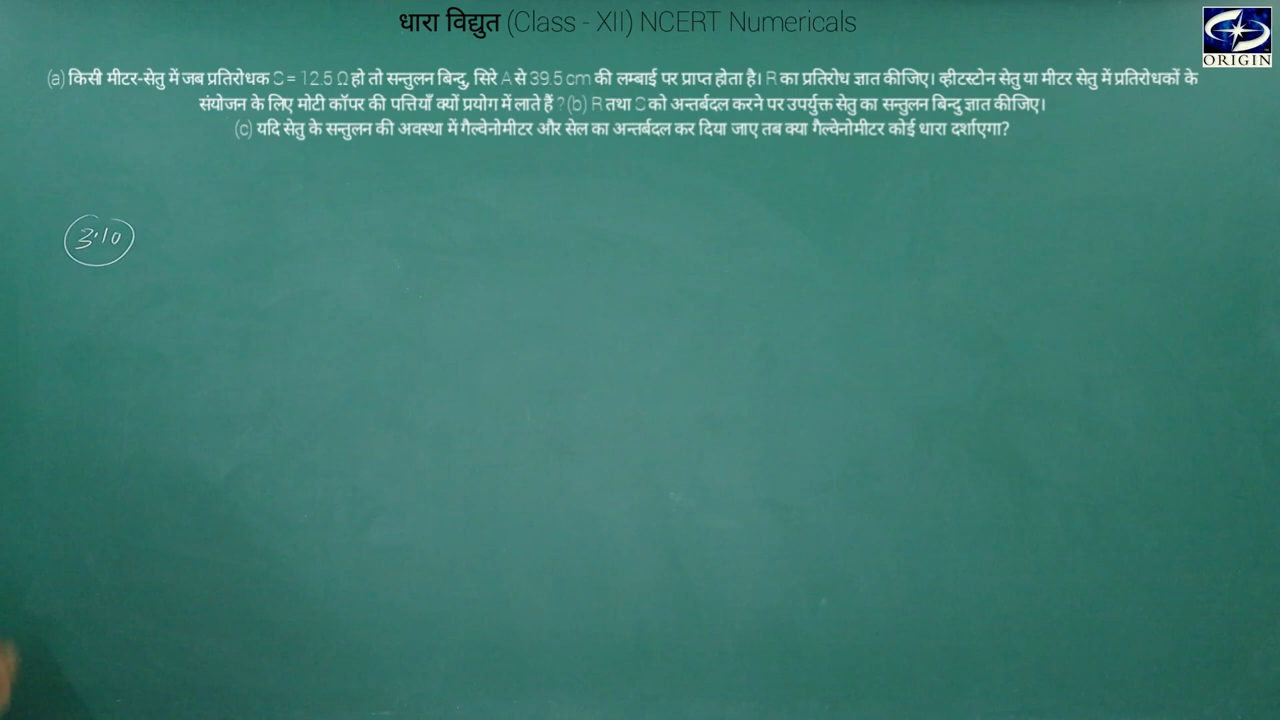 धारा विद्युत (Class - XII) NCERT Numericals
ORIGIN
(a) किसी मीटर-सेतु में जब प्रतिरोधक S = 12.5 Ω हो तो सन्तुलन बिन्दु, सिरे A से 39.5 cm की लम्बाई पर प्राप्त होता है। R का प्रतिरोध ज्ञात कीजिए। व्हीटस्टोन सेतु या मीटर सेतु में प्रतिरोधकों के
संयोजन के लिए मोटी कॉपर की पत्तियाँ क्यों प्रयोग में लाते हैं ? (b) R तथा S को अन्तर्बदल करने पर उपर्युक्त सेतु का सन्तुलन बिन्दु ज्ञात कीजिए।
(c) यदि सेतु के सन्तुलन की अवस्था में गैल्वेनोमीटर और सेल का अन्तर्बदल कर दिया जाए तब क्या गैल्वेनोमीटर कोई धारा दर्शाएगा?
3.10